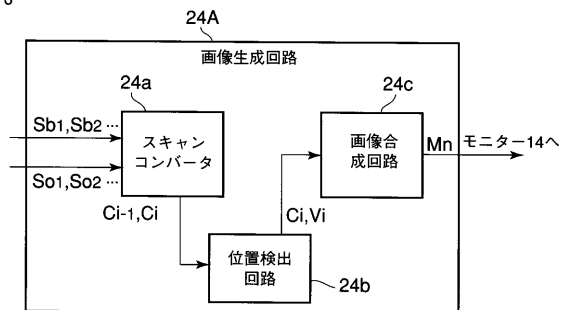 24A
画像生成回路
24a
24c
Sb1,Sb2 ···
スキャン
コンバータ
So1,So2 ···
画像合
成回路
Mn
モニター14へ
Ci-1,Ci
Ci,Vi
位置検出
回路
24b